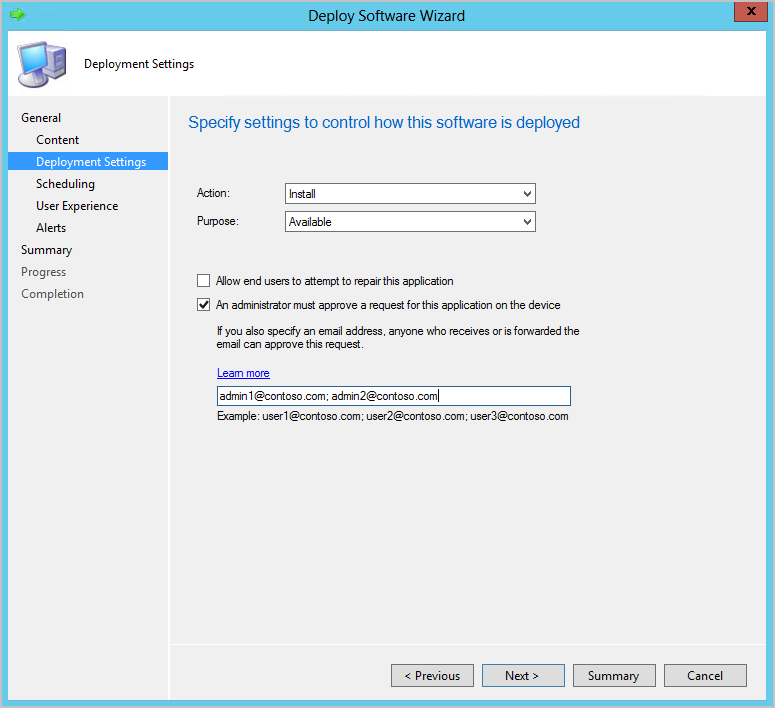 Deploy Software Wizard
x
Deployment Settings
General
Content
Deployment Settings
Scheduling
User Experience
Alerts
Summary
Progress
Completion
Specify settings to control how this software is deployed
Action: Install
Purpose: Available
Allow end users to attempt to repair this application
An administrator must approve a request for this application on the device
If you also specify an email address, anyone who receives or is forwarded the
email can approve this request.
Learn more
admin1@contoso.com; admin2@contoso.com
Example: user1@contoso.com; user2@contoso.com; user3@contoso.com
< Previous Next > Summary Cancel